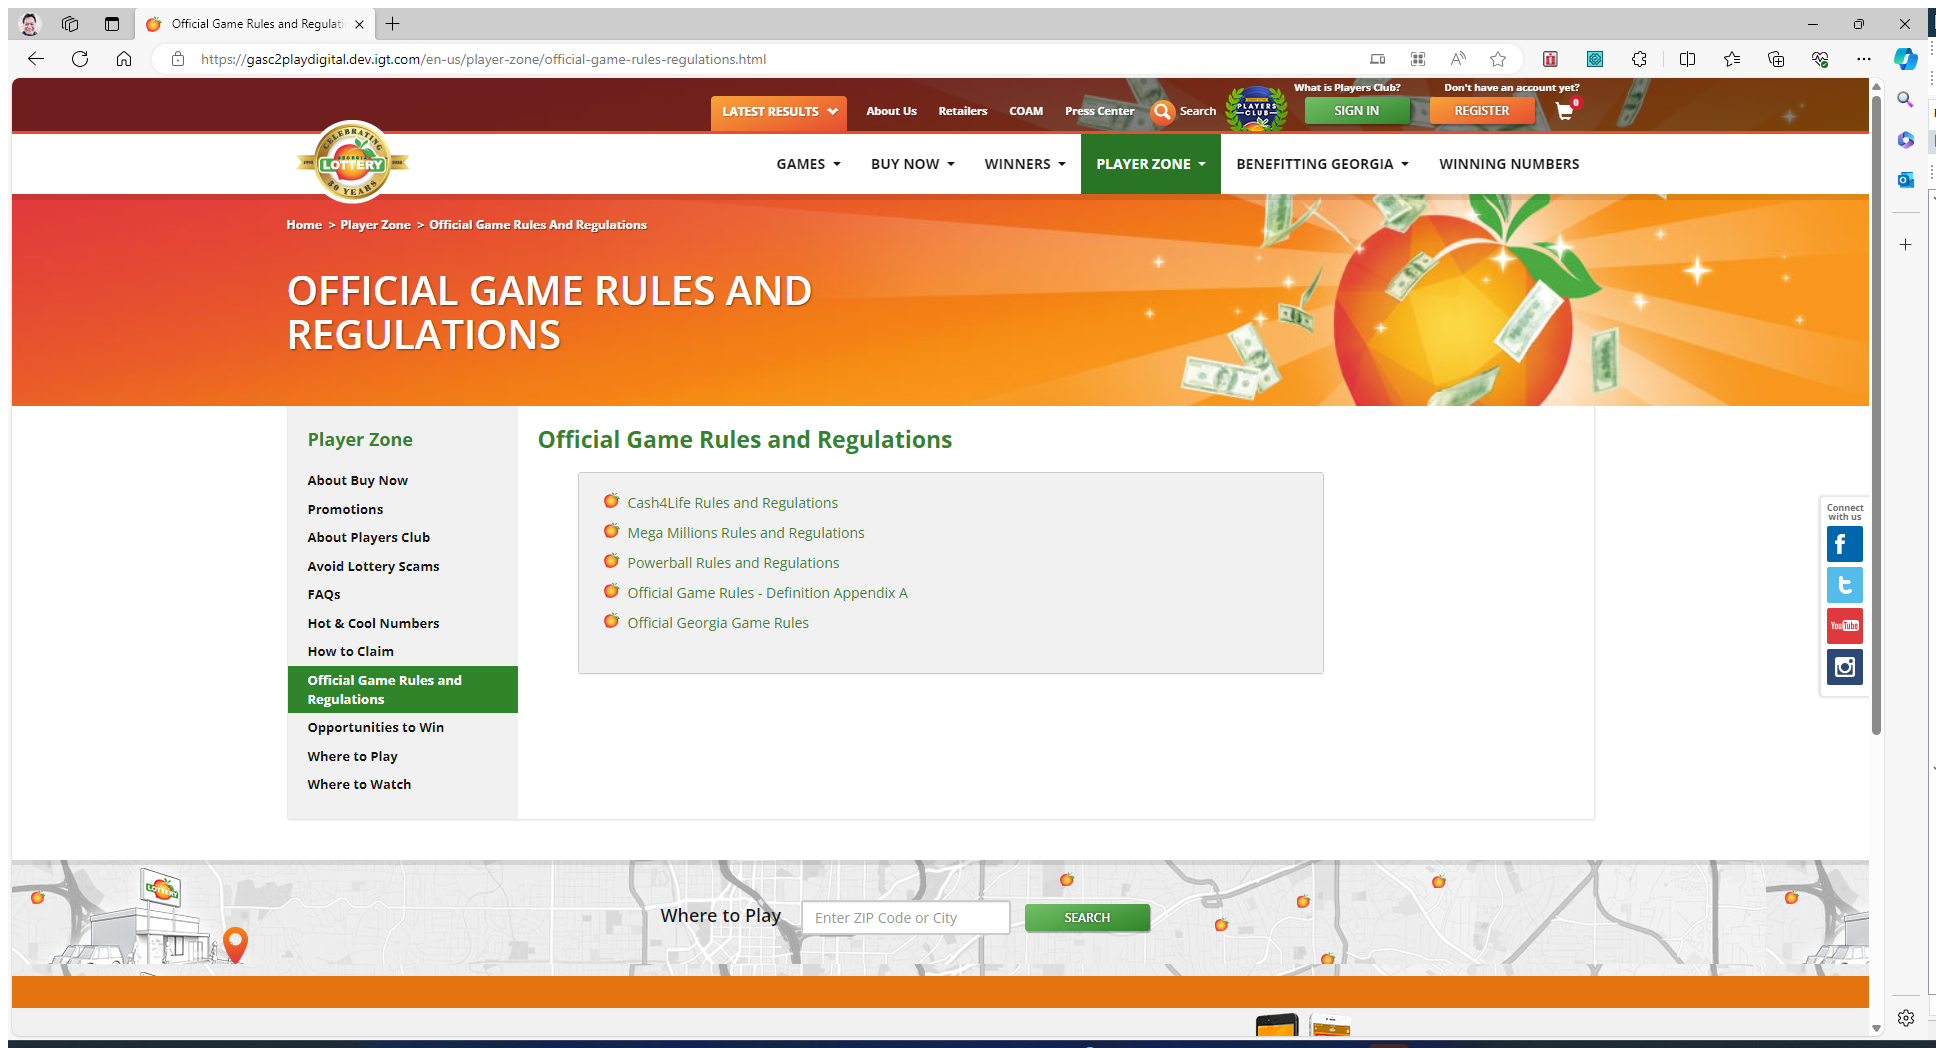 Official Game Rules and Regulati
https://gasc2playdigital.dev.igt.com/en-us/player-zone/official-game-rules-regulations.html
What is Players Club?
Don't have an account yet?
LATEST RESULTS
About Us
Retailers
COAM
Press Center
Search
PLAYERS
CLUB
SIGN IN
REGISTER
0
CELEBRATING
GEORGIA
LOTTERY
30 YEARS
GAMES
BUY NOW
WINNERS
PLAYER ZONE
BENEFITTING GEORGIA
WINNING NUMBERS
Home > Player Zone > Official Game Rules And Regulations
OFFICIAL GAME RULES AND
REGULATIONS
Player Zone
About Buy Now
Promotions
About Players Club
Avoid Lottery Scams
FAQs
Hot & Cool Numbers
How to Claim
Official Game Rules and
Regulations
Opportunities to Win
Where to Play
Where to Watch
Official Game Rules and Regulations
Cash4Life Rules and Regulations
Mega Millions Rules and Regulations
Powerball Rules and Regulations
Official Game Rules - Definition Appendix A
Official Georgia Game Rules
Connect
with us
You Tube
LOTTERY
Where to Play
Enter ZIP Code or City
SEARCH